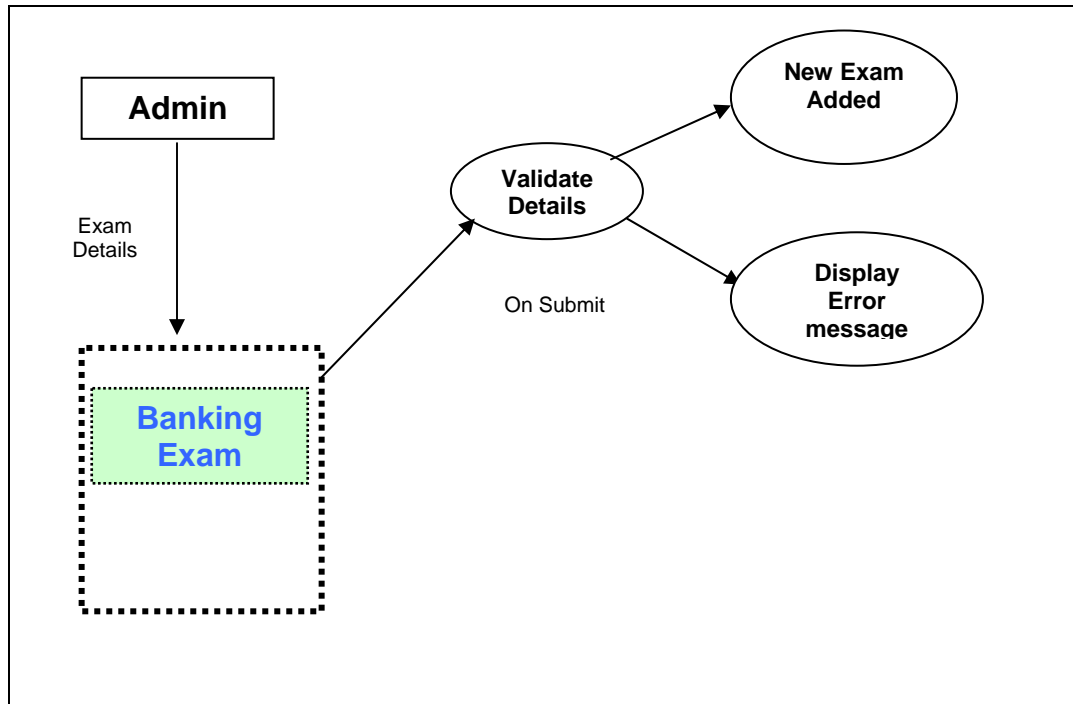 Admin
Exam
Details
Banking
Exam
Validate
Details
On Submit
New Exam
Added
Display
Error
message